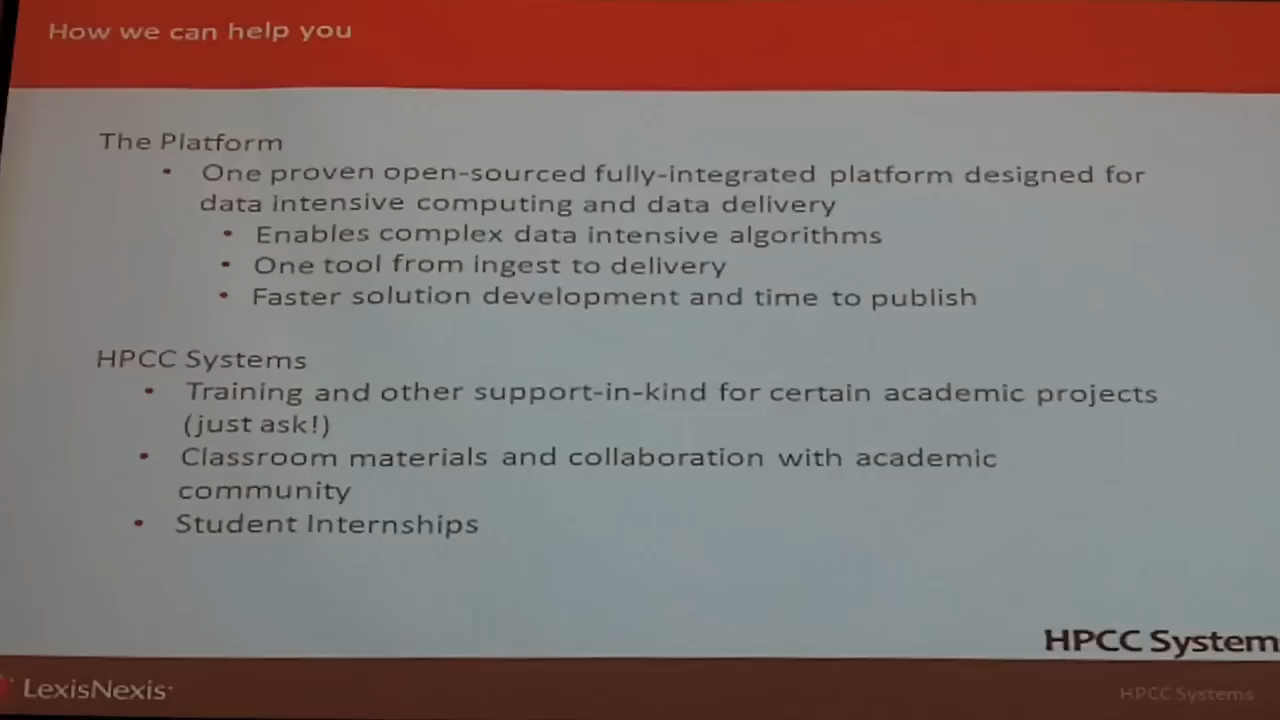 How we can help you
The Platform
• One proven open-sourced fully-integrated platform designed for
data intensive computing and data delivery
• Enables complex data intensive algorithms
• One tool from ingest to delivery
• Faster solution development and time to publish
HPCC Systems
• Training and other support-in-kind for certain academic projects
(just ask!)
• Classroom materials and collaboration with academic
community
• Student Internships
HPCC System
LexisNexis
HPCC Systems